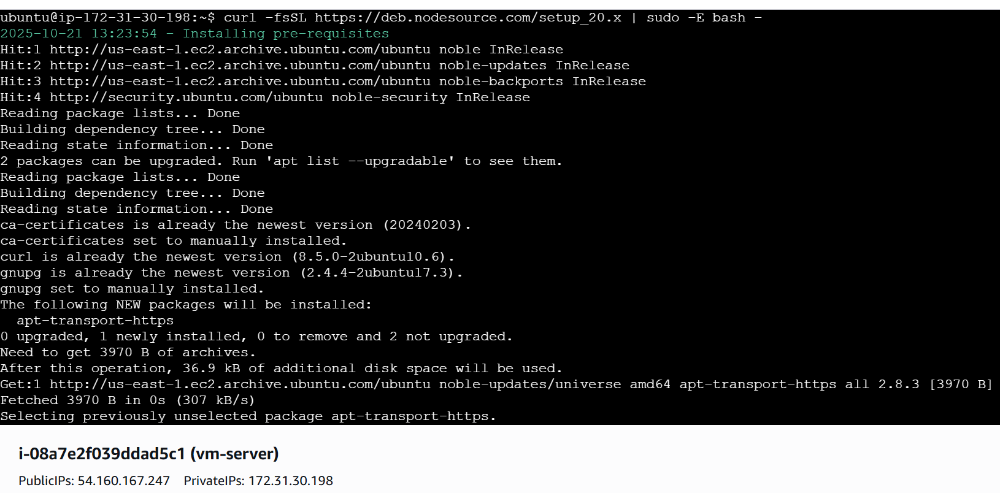 ubuntu@ip-172-31-30-198:~$ curl -fsSL https://deb.nodesource.com/setup_20.x | sudo -E bash -
2025-10-21 13:23:54 - Installing pre-requisites
Hit:1 http://us-east-1.ec2.archive.ubuntu.com/ubuntu noble InRelease
Hit:2 http://us-east-1.ec2.archive.ubuntu.com/ubuntu noble-updates InRelease
Hit:3 http://us-east-1.ec2.archive.ubuntu.com/ubuntu noble-backports InRelease
Hit:4 http://security.ubuntu.com/ubuntu noble-security InRelease
Reading package lists... Done
Building dependency tree... Done
Reading state information... Done
2 packages can be upgraded. Run 'apt list --upgradable' to see them.
Reading package lists... Done
Building dependency tree... Done
Reading state information... Done
ca-certificates is already the newest version (20240203).
ca-certificates set to manually installed.
curl is already the newest version (8.5.0-2ubuntu10.6).
gnupg is already the newest version (2.4.4-2ubuntu17.3).
gnupg set to manually installed.
The following NEW packages will be installed:
  apt-transport-https
0 upgraded, 1 newly installed, 0 to remove and 2 not upgraded.
Need to get 3970 B of archives.
After this operation, 36.9 kB of additional disk space will be used.
Get:1 http://us-east-1.ec2.archive.ubuntu.com/ubuntu noble-updates/universe amd64 apt-transport-https all 2.8.3 [3970 B]
Fetched 3970 B in 0s (307 kB/s)
Selecting previously unselected package apt-transport-https.
i-08a7e2f039ddad5c1 (vm-server)
PublicIPs: 54.160.167.247    PrivateIPs: 172.31.30.198